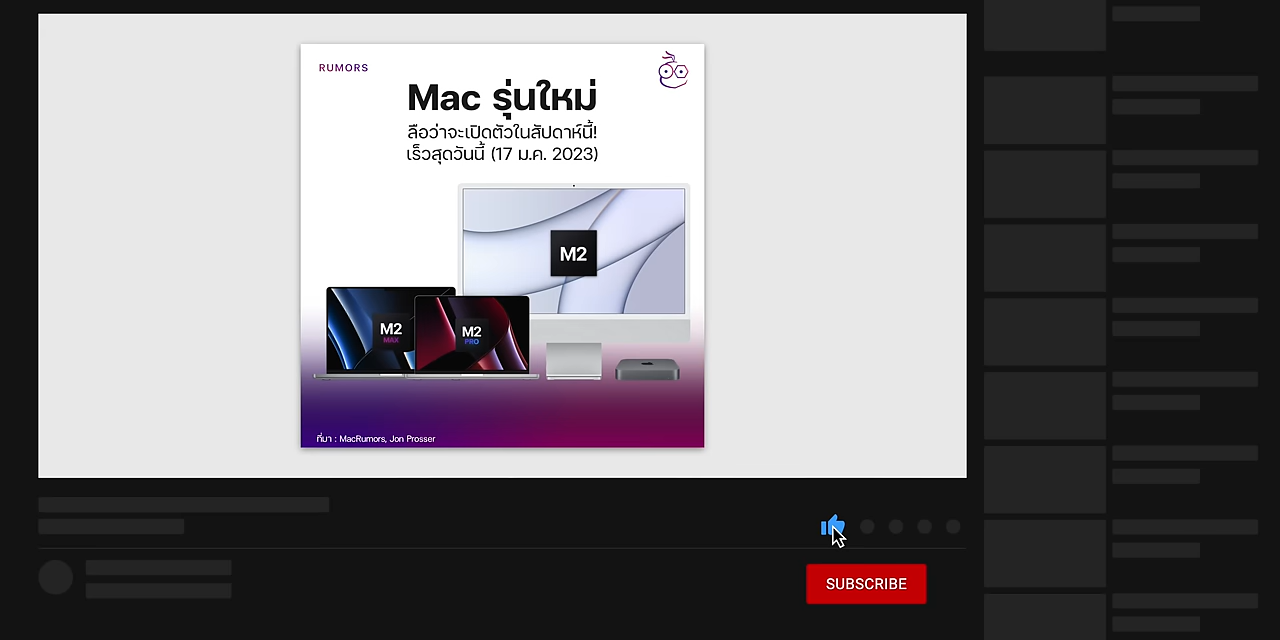 RUMORS
Mac รุ่นใหม่
ลือว่าจะเปิดตัวในสัปดาห์นี้!
เร็วสุดวันนี้ (17 ม.ค. 2023)
M2
M2
MAX
M2
PRO
ที่มา : MacRumors, Jon Prosser
SUBSCRIBE